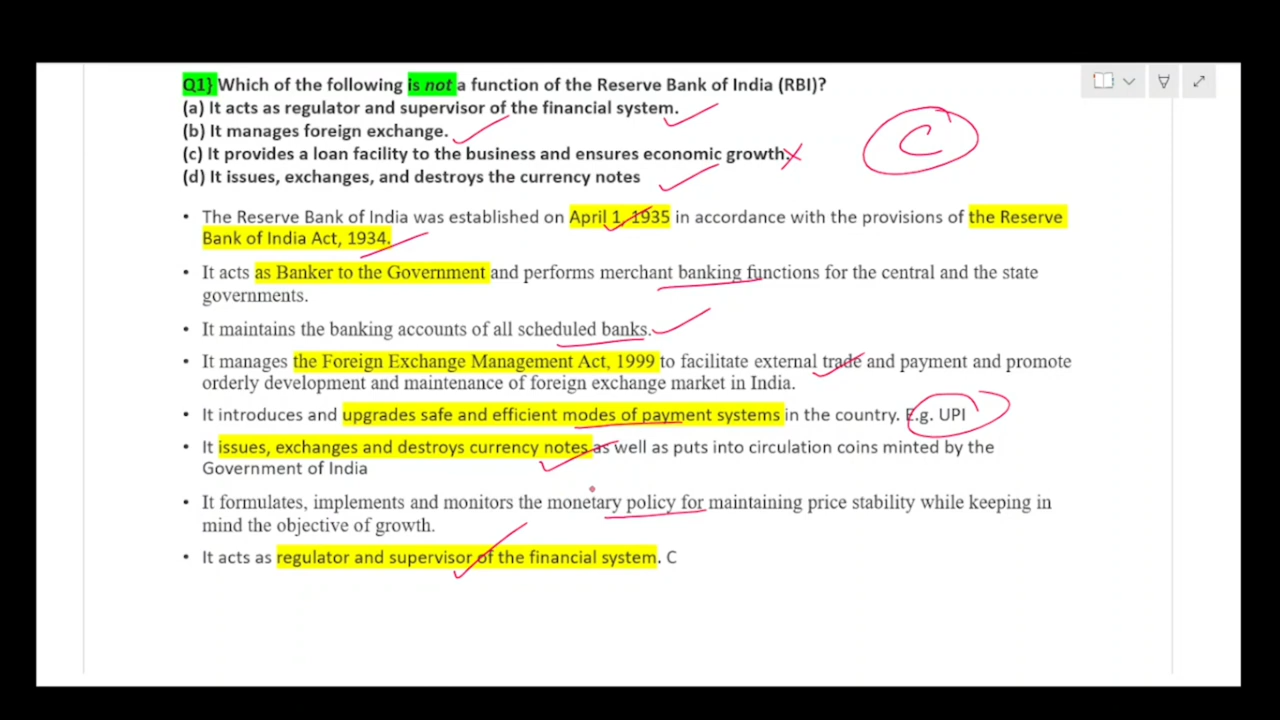 Q1} Which of the following is not a function of the Reserve Bank of India (RBI)?
(a) It acts as regulator and supervisor of the financial system.
(b) It manages foreign exchange.
(c) It provides a loan facility to the business and ensures economic growth.
(d) It issues, exchanges, and destroys the currency notes
C
• The Reserve Bank of India was established on April 1, 1935 in accordance with the provisions of the Reserve
Bank of India Act, 1934.
• It acts as Banker to the Government and performs merchant banking functions for the central and the state
governments.
• It maintains the banking accounts of all scheduled banks.
• It manages the Foreign Exchange Management Act, 1999 to facilitate external trade and payment and promote
orderly development and maintenance of foreign exchange market in India.
• It introduces and upgrades safe and efficient modes of payment systems in the country. E.g. UPI
• It issues, exchanges and destroys currency notes as well as puts into circulation coins minted by the
Government of India
• It formulates, implements and monitors the monetary policy for maintaining price stability while keeping in
mind the objective of growth.
• It acts as regulator and supervisor of the financial system. C